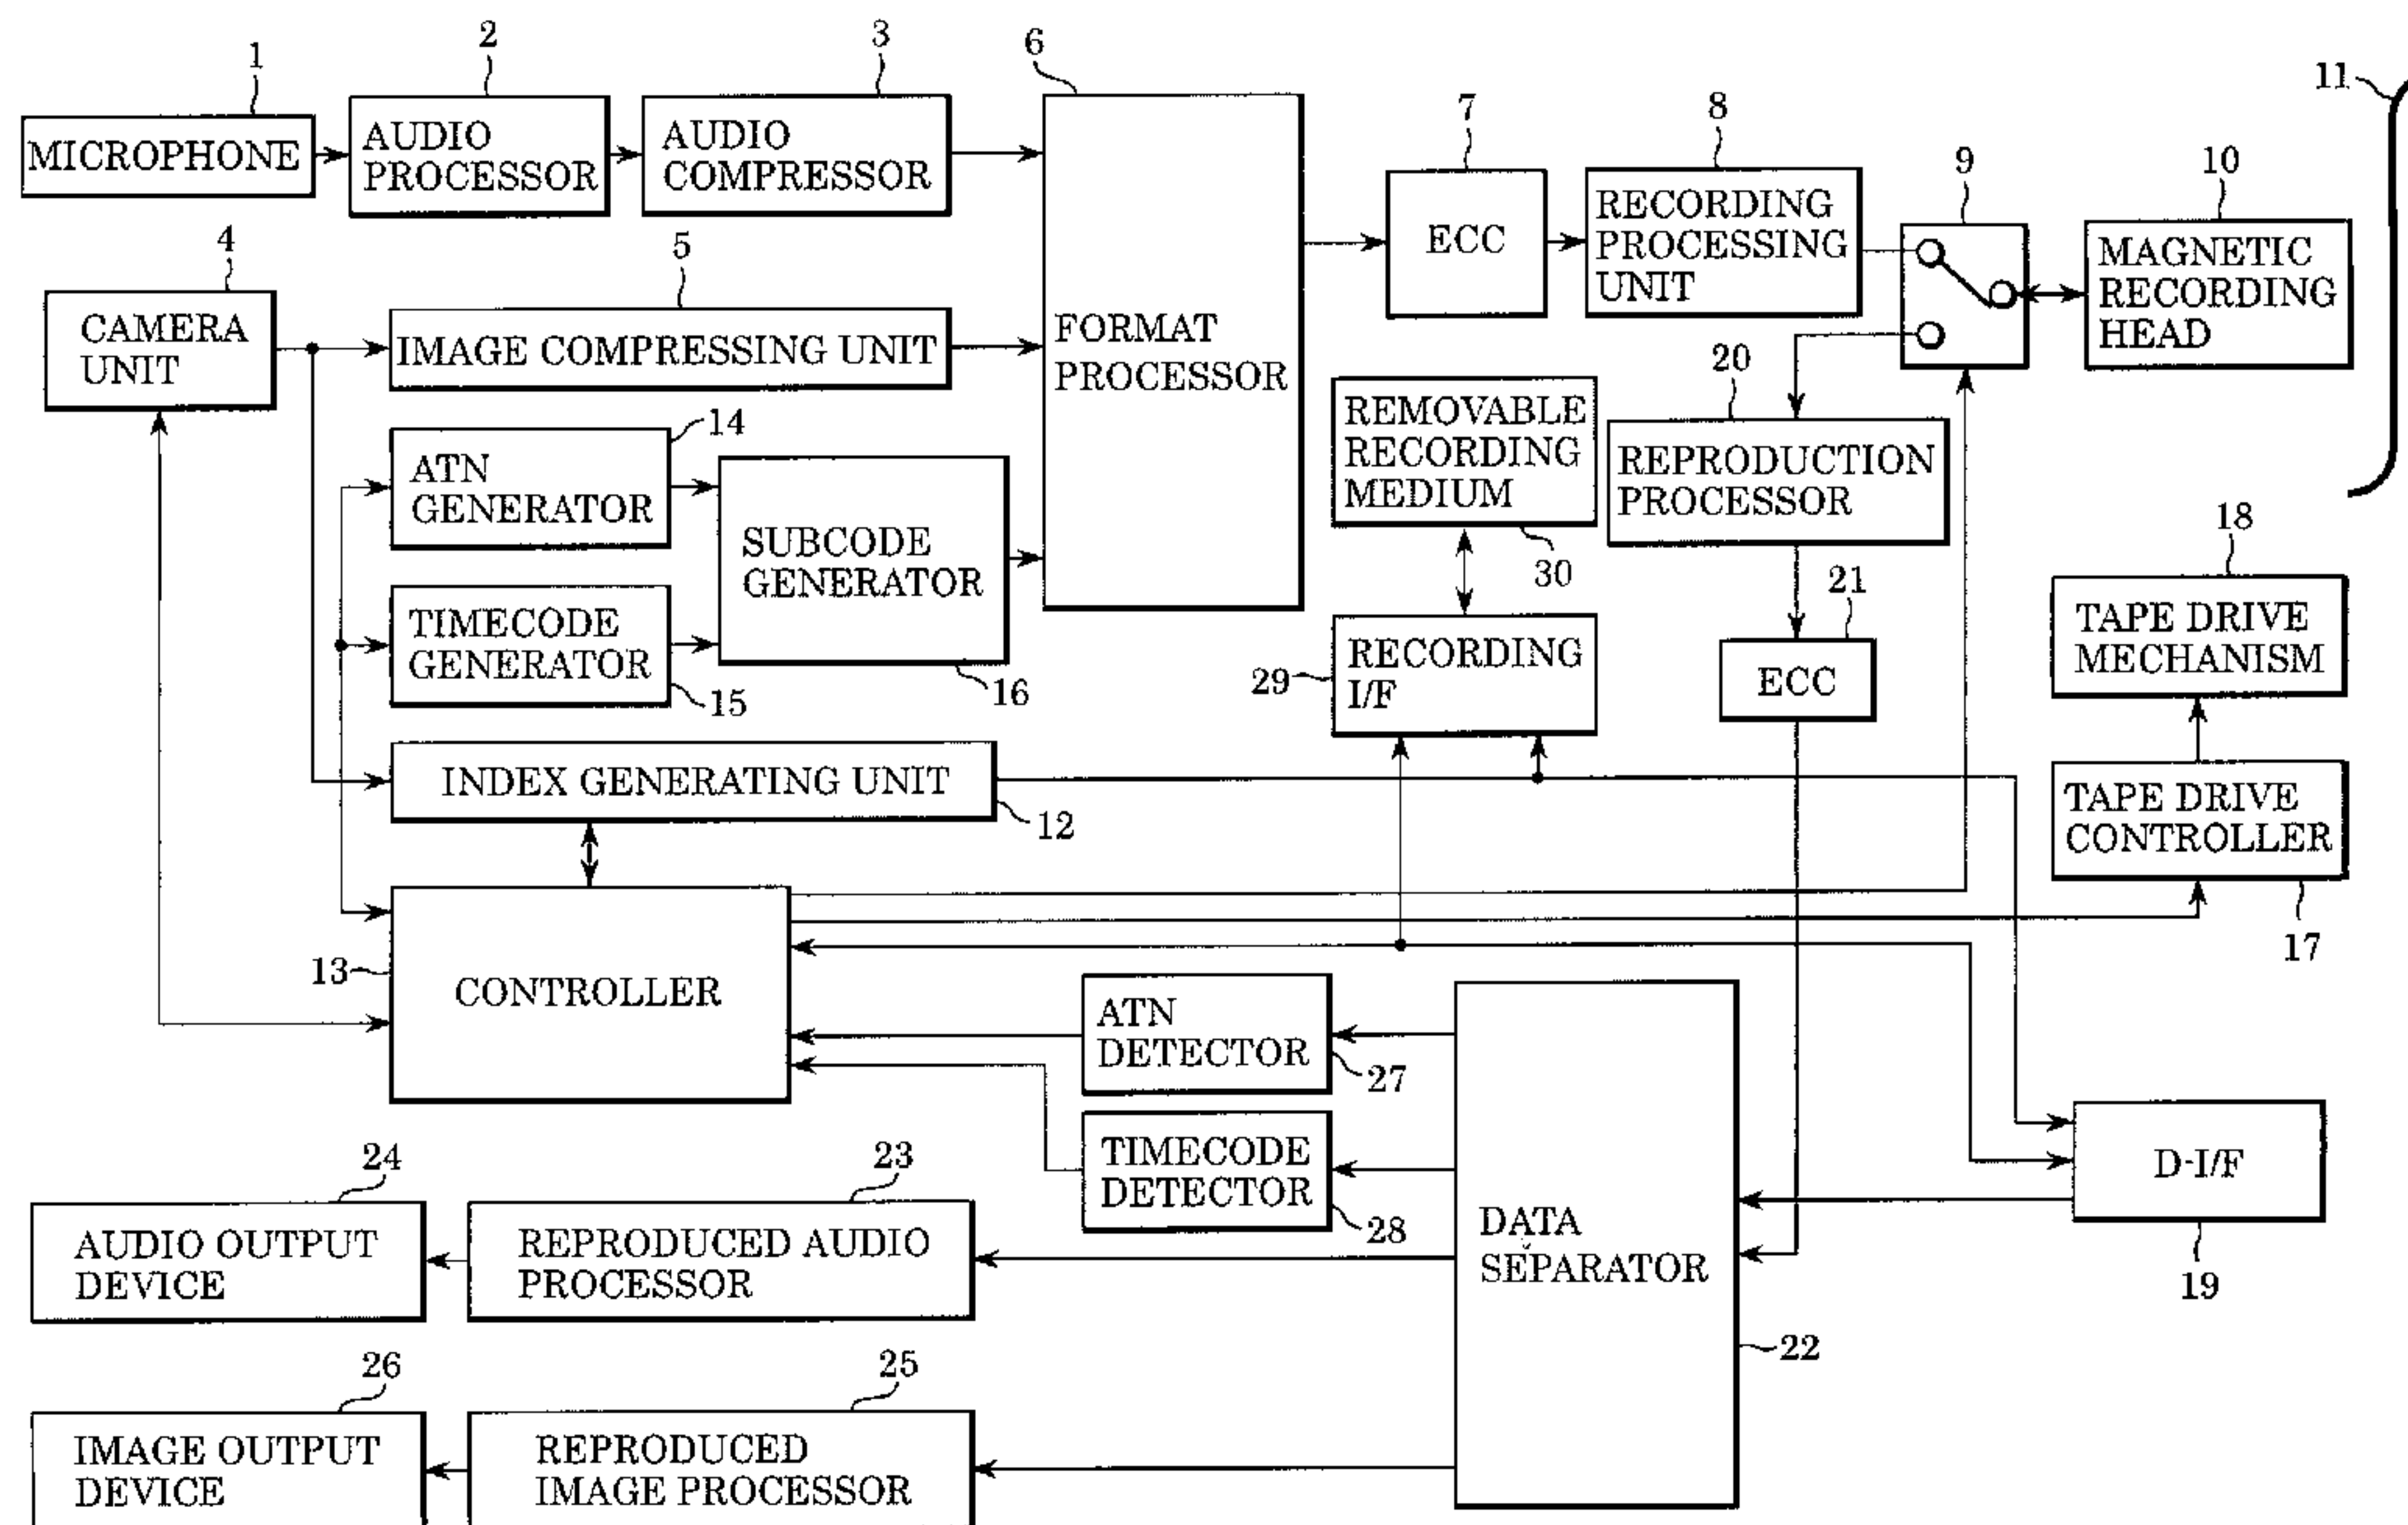 1
2
3
6
11
MICROPHONE
AUDIO
PROCESSOR
AUDIO
COMPRESSOR
7
8
9
10
ECC
RECORDING
PROCESSING
UNIT
MAGNETIC
RECORDING
HEAD
4
5
CAMERA
UNIT
IMAGE COMPRESSING UNIT
FORMAT
PROCESSOR
20
REMOVABLE
RECORDING
MEDIUM
30
REPRODUCTION
PROCESSOR
14
ATN
GENERATOR
SUBCODE
GENERATOR
16
TIMECODE
GENERATOR
15
29
RECORDING
I/F
21
ECC
18
TAPE DRIVE
MECHANISM
INDEX GENERATING UNIT
12
TAPE DRIVE
CONTROLLER
17
13
CONTROLLER
ATN
DETECTOR
27
TIMECODE
DETECTOR
28
DATA
SEPARATOR
22
D-I/F
19
24
23
AUDIO OUTPUT
DEVICE
REPRODUCED AUDIO
PROCESSOR
26
25
IMAGE OUTPUT
DEVICE
REPRODUCED
IMAGE PROCESSOR